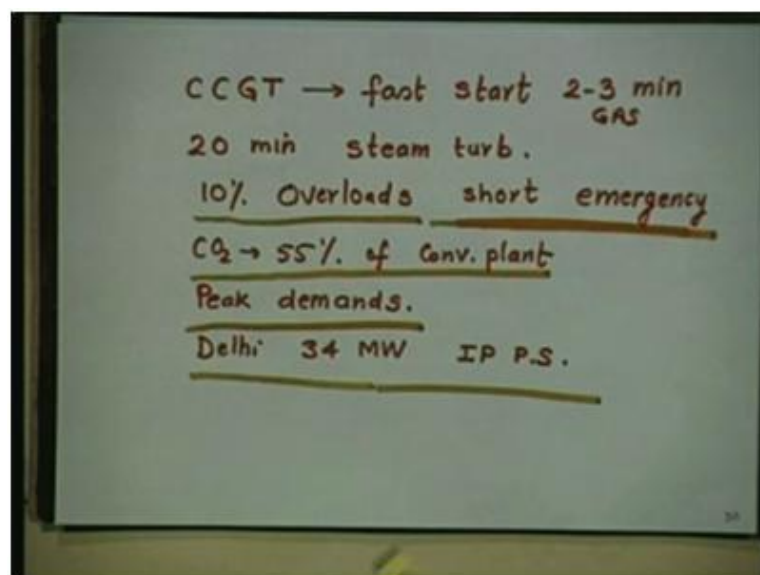 CCGT → fast start 2-3 min
GAS
20 min steam turb.
10% Overloads short emergency
CO2 → 55% of Conv. plant
Peak demands.
Delhi 34 MW IP P.S.